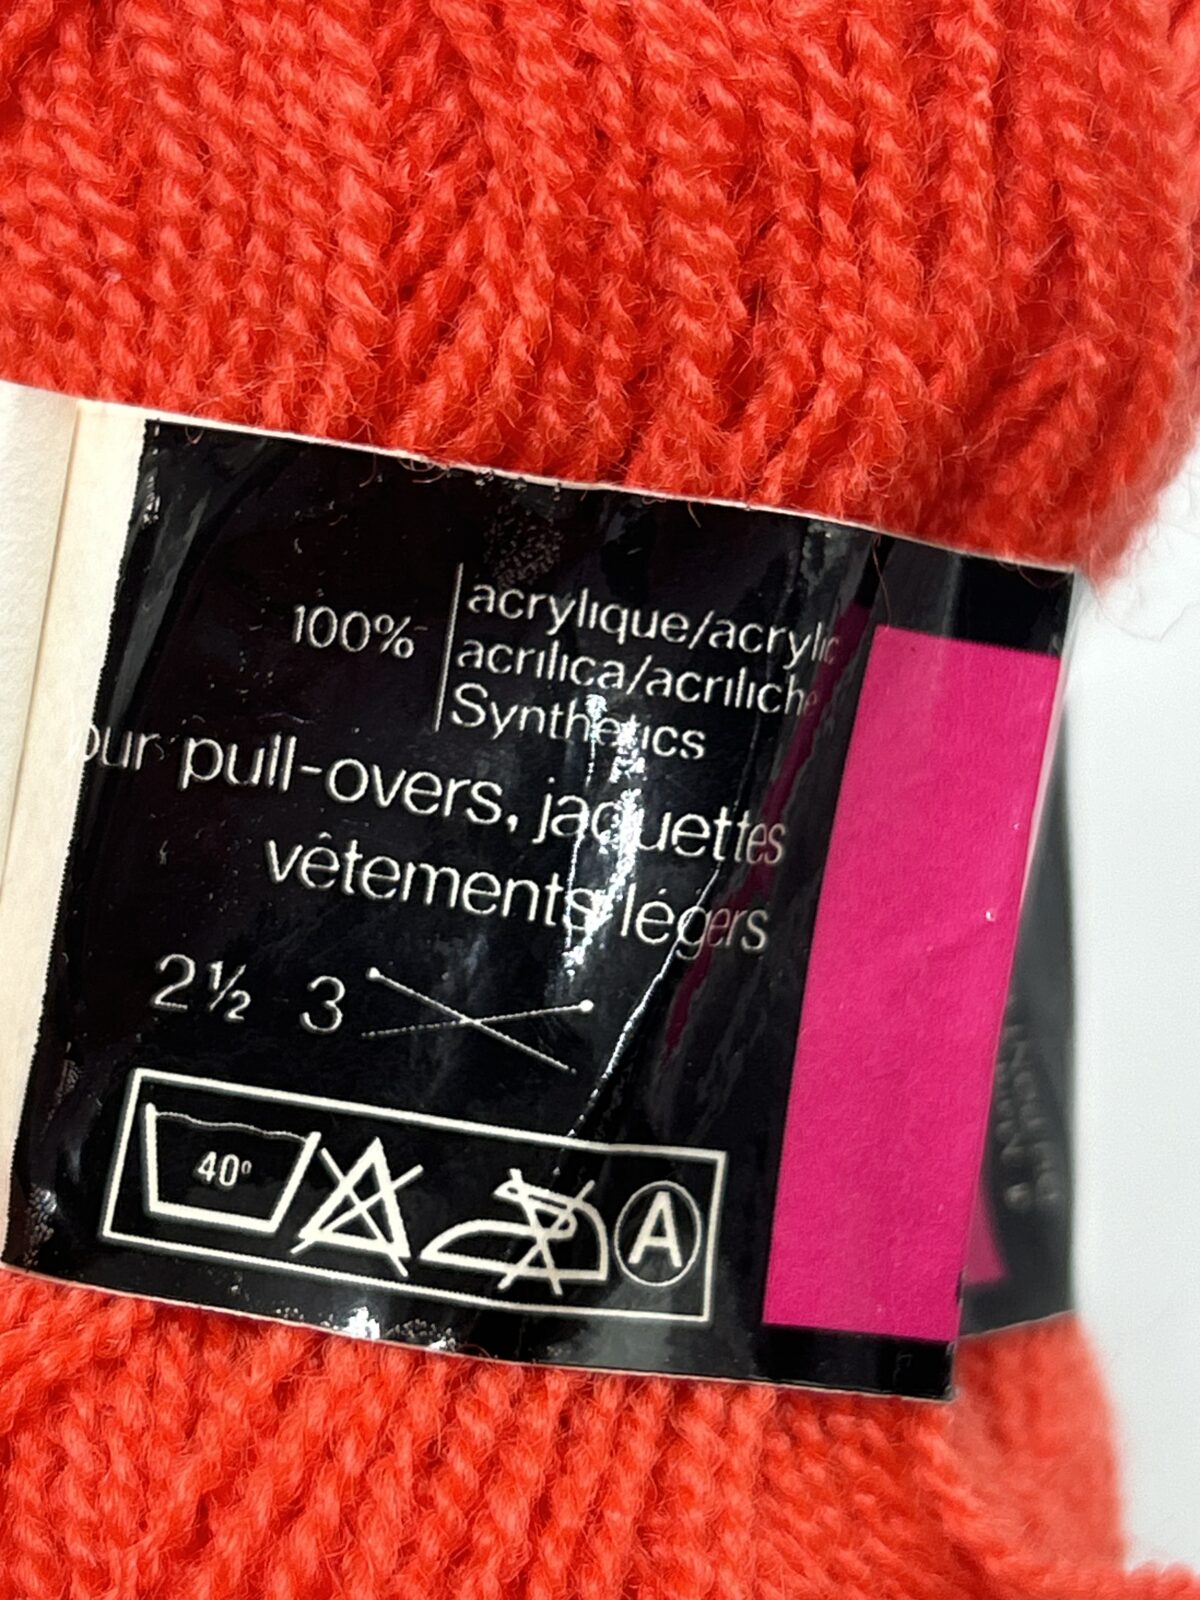 100%
acrylique/acrylic
acrilica/acriliche
Synthetics
pour pull-overs, jaquettes
vêtements légers
2½ 3
40°
A